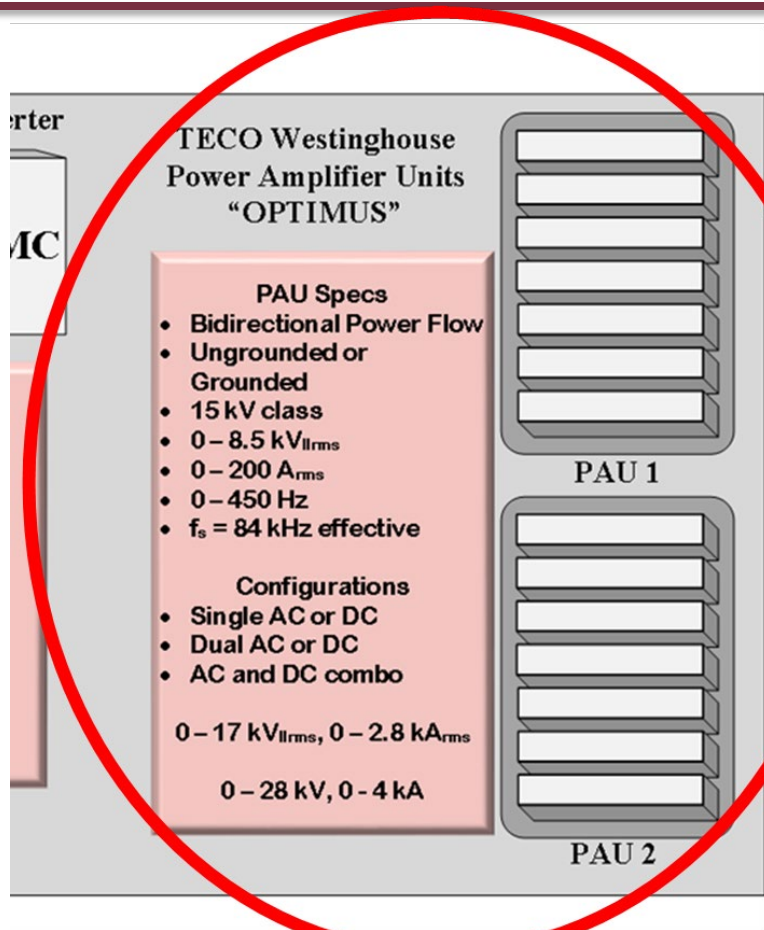 erter
MC
TECO Westinghouse
Power Amplifier Units
“OPTIMUS”
PAU Specs
• Bidirectional Power Flow
• Ungrounded or
Grounded
• 15 kV class
• 0 – 8.5 kVllrms
• 0 – 200 Arms
• 0 – 450 Hz
• fs = 84 kHz effective
Configurations
• Single AC or DC
• Dual AC or DC
• AC and DC combo
0 – 17 kVllrms, 0 – 2.8 kArms
0 – 28 kV, 0 - 4 kA
PAU 1
PAU 2